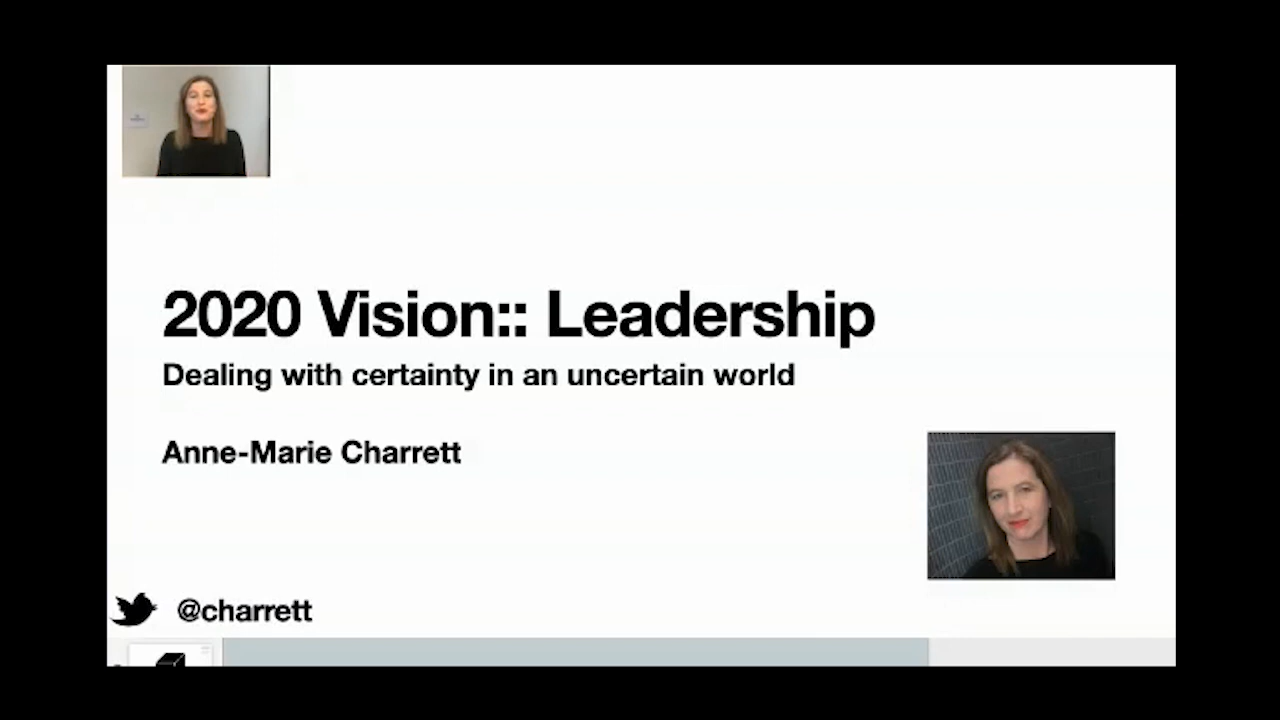 2020 Vision:: Leadership
Dealing with certainty in an uncertain world
Anne-Marie Charrett
@charrett